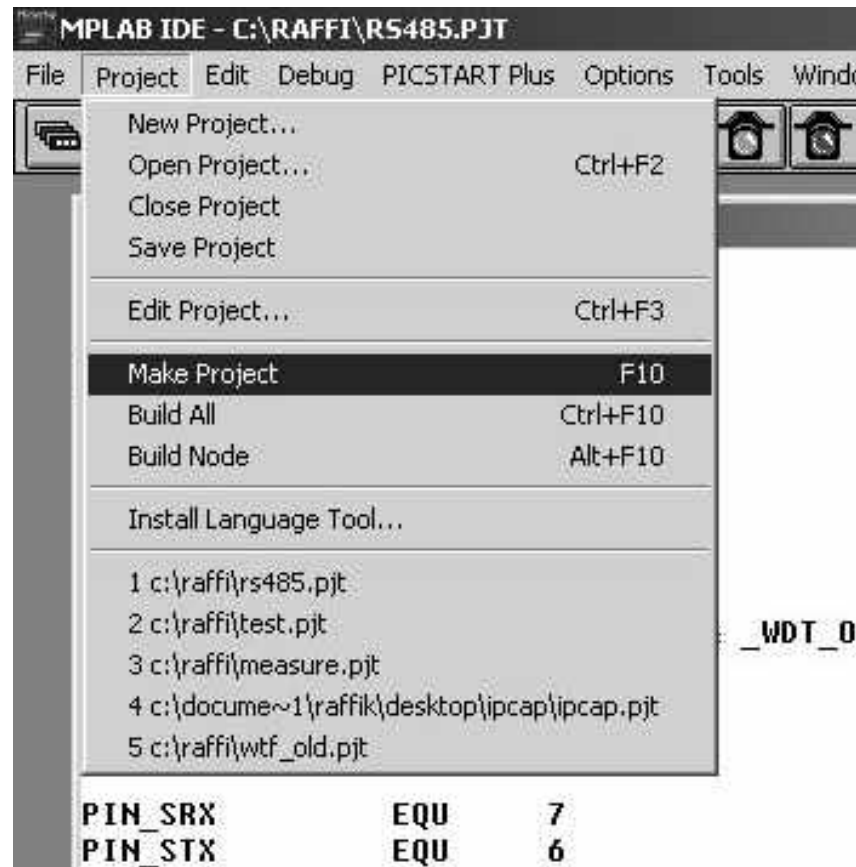 MPLAB IDE - C:\RAFFI\RS485.PJT
File Project Edit Debug PICSTART Plus Options Tools Windo
New Project...
Open Project... Ctrl+F2
Close Project
Save Project
Edit Project... Ctrl+F3
Make Project F10
Build All Ctrl+F10
Build Node Alt+F10
Install Language Tool...
1 c:\raffi\rs485.pjt
2 c:\raffi\test.pjt
_WDT_O
3 c:\raffi\measure.pjt
4 c:\docume~1\raffik\desktop\ipcap\ipcap.pjt
5 c:\raffi\wtf_old.pjt
PIN_SRX EQU 7
PIN_STX EQU 6